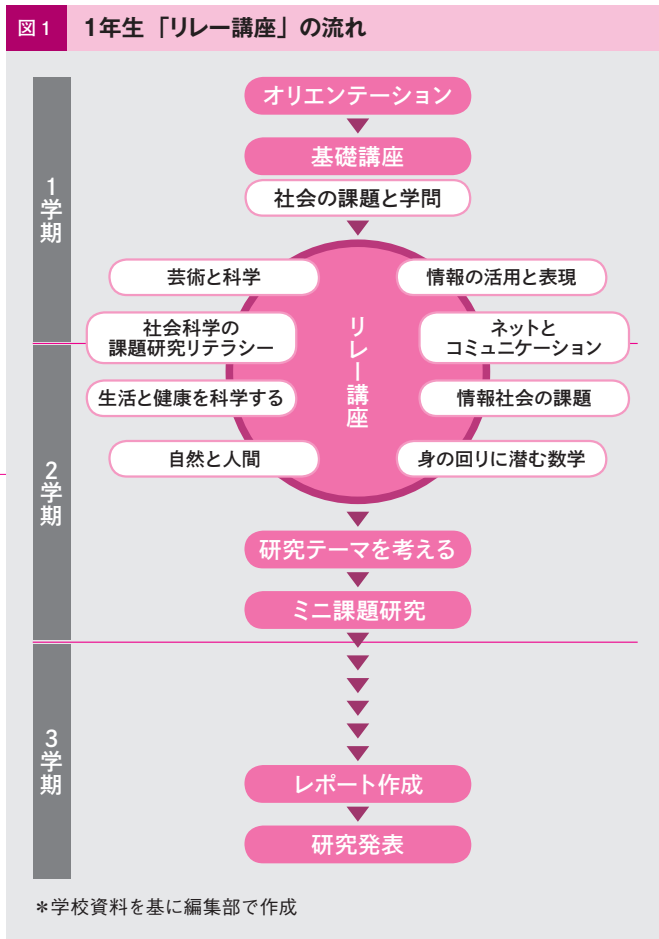 図1
1年生「リレー講座」の流れ
1学期
オリエンテーション
基礎講座
社会の課題と学問
リレー講座
芸術と科学
情報の活用と表現
社会科学の
課題研究リテラシー
ネットと
コミュニケーション
2学期
生活と健康を科学する
情報社会の課題
自然と人間
身の回りに潜む数学
研究テーマを考える
ミニ課題研究
3学期
レポート作成
研究発表
*学校資料を基に編集部で作成